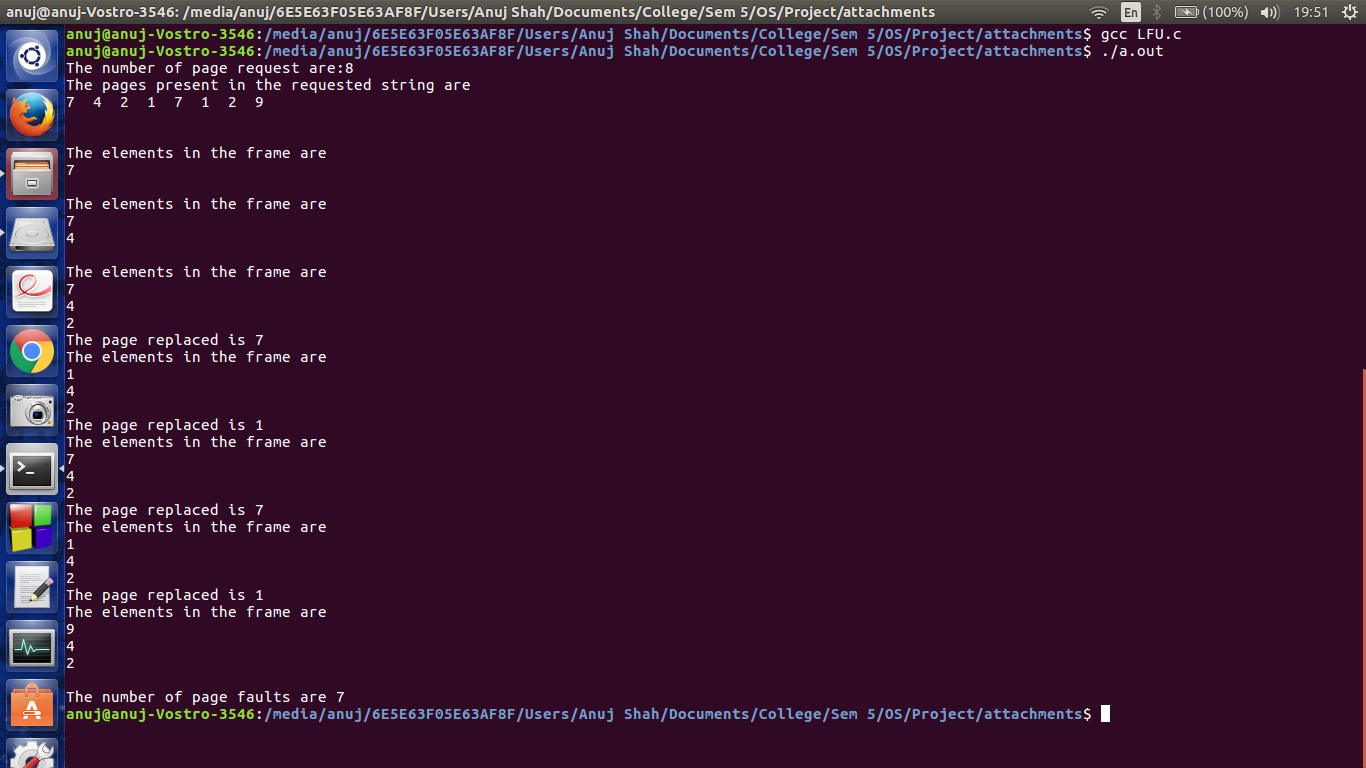 anuj@anuj-Vostro-3546: /media/anuj/6E5E63F05E63AF8F/Users/Anuj Shah/Documents/College/Sem 5/OS/Project/attachments En (100%) 19:51
anuj@anuj-Vostro-3546:/media/anuj/6E5E63F05E63AF8F/Users/Anuj Shah/Documents/College/Sem 5/OS/Project/attachments$ gcc LFU.c
anuj@anuj-Vostro-3546:/media/anuj/6E5E63F05E63AF8F/Users/Anuj Shah/Documents/College/Sem 5/OS/Project/attachments$ ./a.out
The number of page request are:8
The pages present in the requested string are
7  4  2  1  7  1  2  9
The elements in the frame are
7
The elements in the frame are
7
4
The elements in the frame are
7
4
2
The page replaced is 7
The elements in the frame are
1
4
2
The page replaced is 1
The elements in the frame are
7
4
2
The page replaced is 7
The elements in the frame are
1
4
2
The page replaced is 1
The elements in the frame are
9
4
2
The number of page faults are 7
anuj@anuj-Vostro-3546:/media/anuj/6E5E63F05E63AF8F/Users/Anuj Shah/Documents/College/Sem 5/OS/Project/attachments$